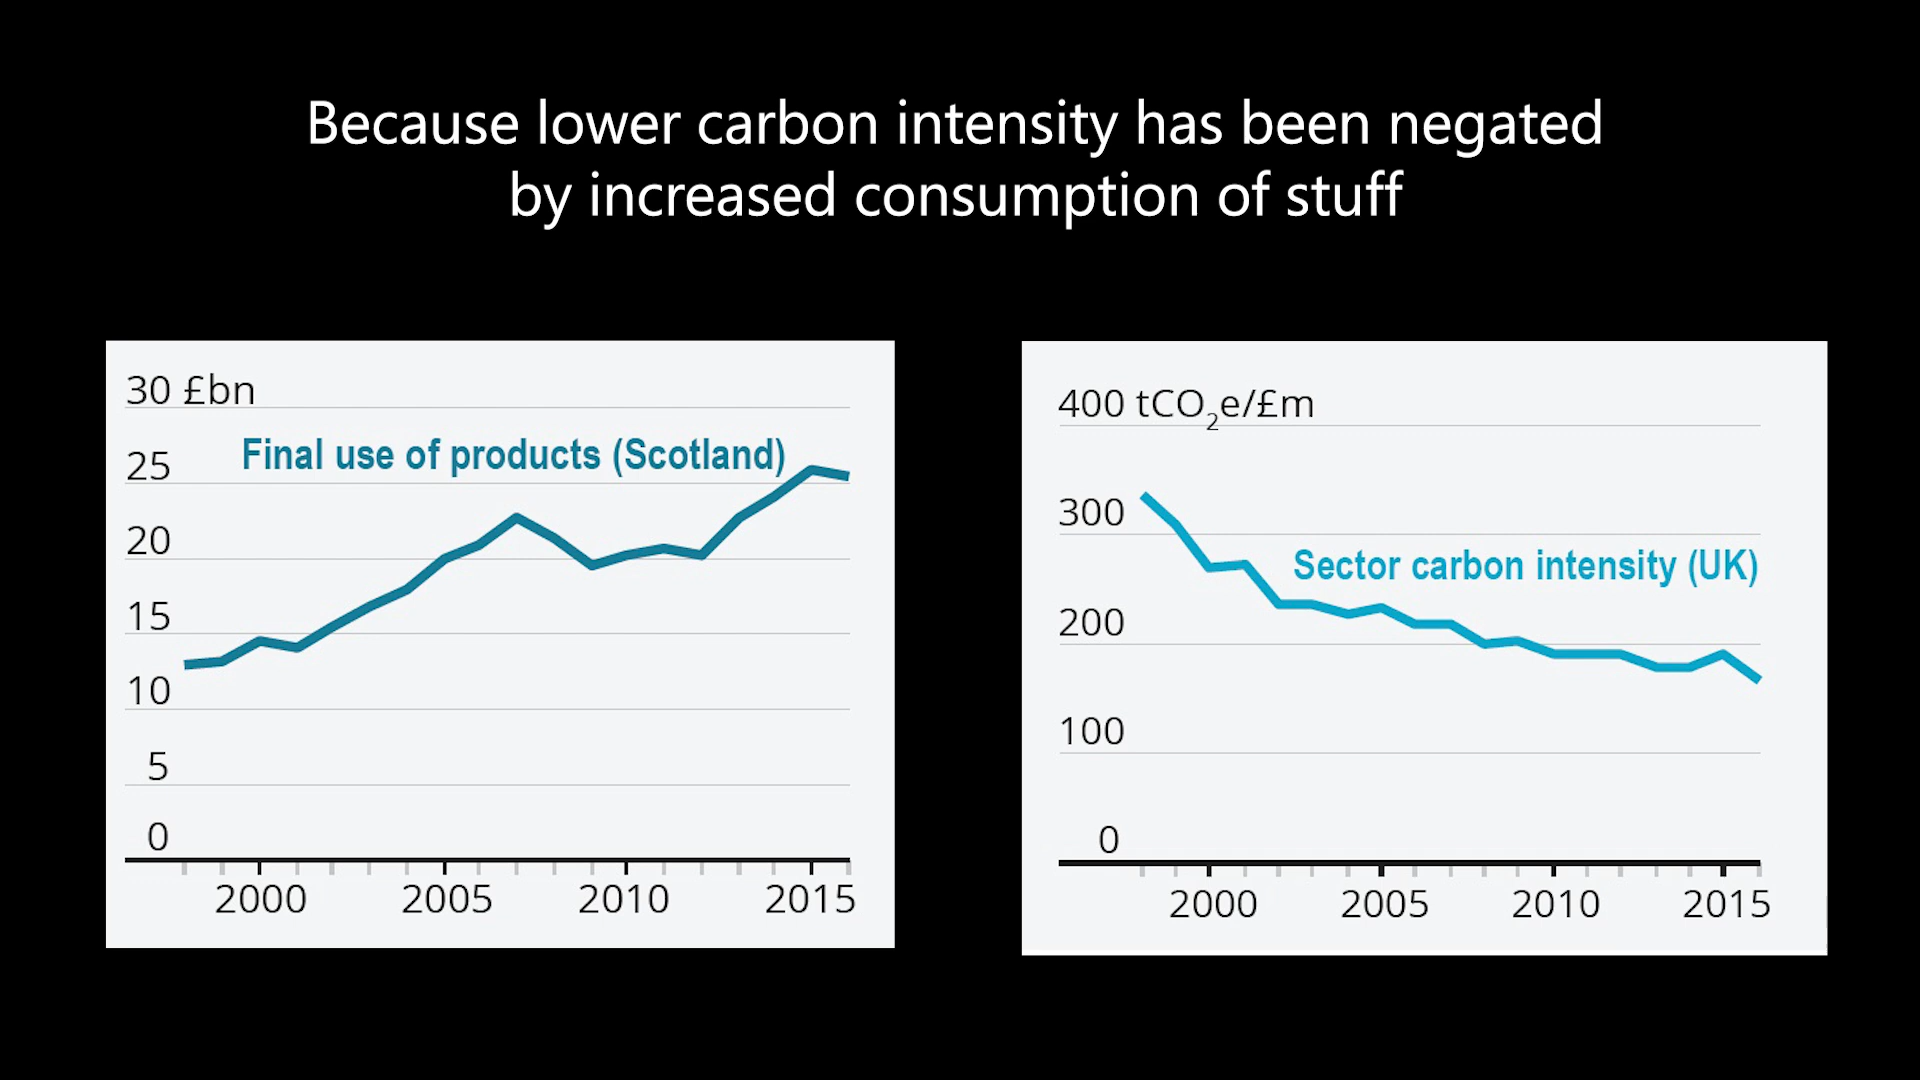 Because lower carbon intensity has been negated
by increased consumption of stuff
30 £bn
Final use of products (Scotland)
25
20
15
10
5
0
2000 2005 2010 2015
400 tCO₂e/£m
300
Sector carbon intensity (UK)
200
100
0
2000 2005 2010 2015